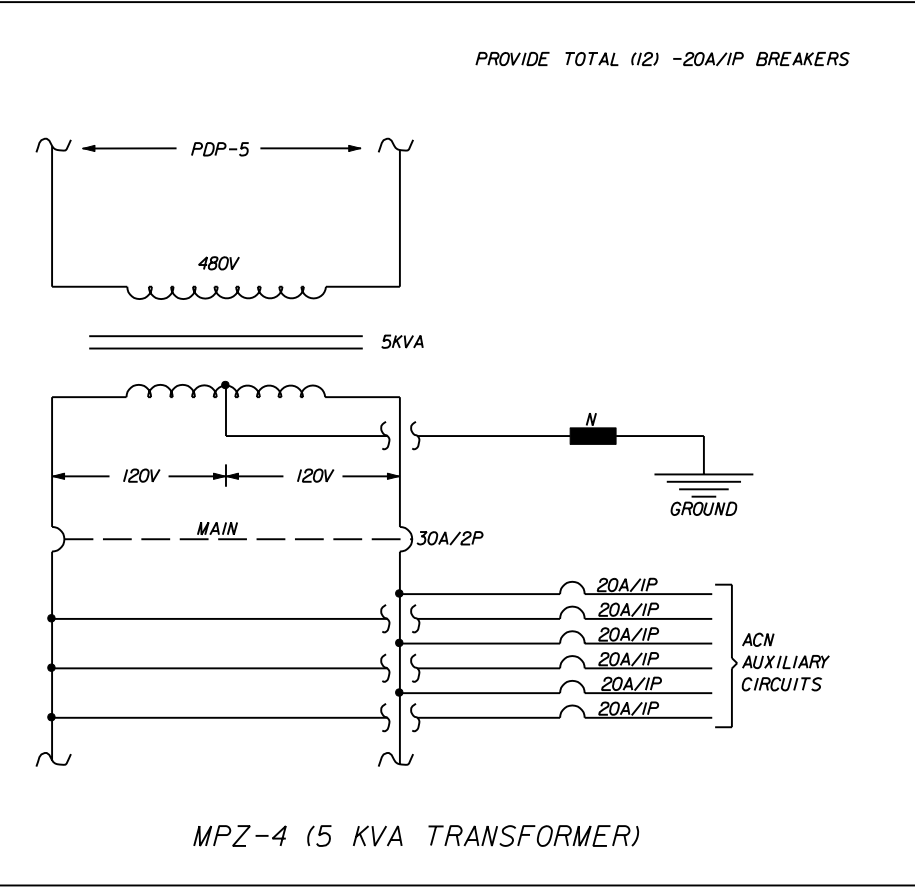 PROVIDE TOTAL (12) -20A/1P BREAKERS
PDP-5
480V
5KVA
N
120V
120V
GROUND
MAIN
30A/2P
20A/1P
20A/1P
20A/1P
20A/1P
20A/1P
20A/1P
ACN
AUXILIARY
CIRCUITS
MPZ-4 (5 KVA TRANSFORMER)